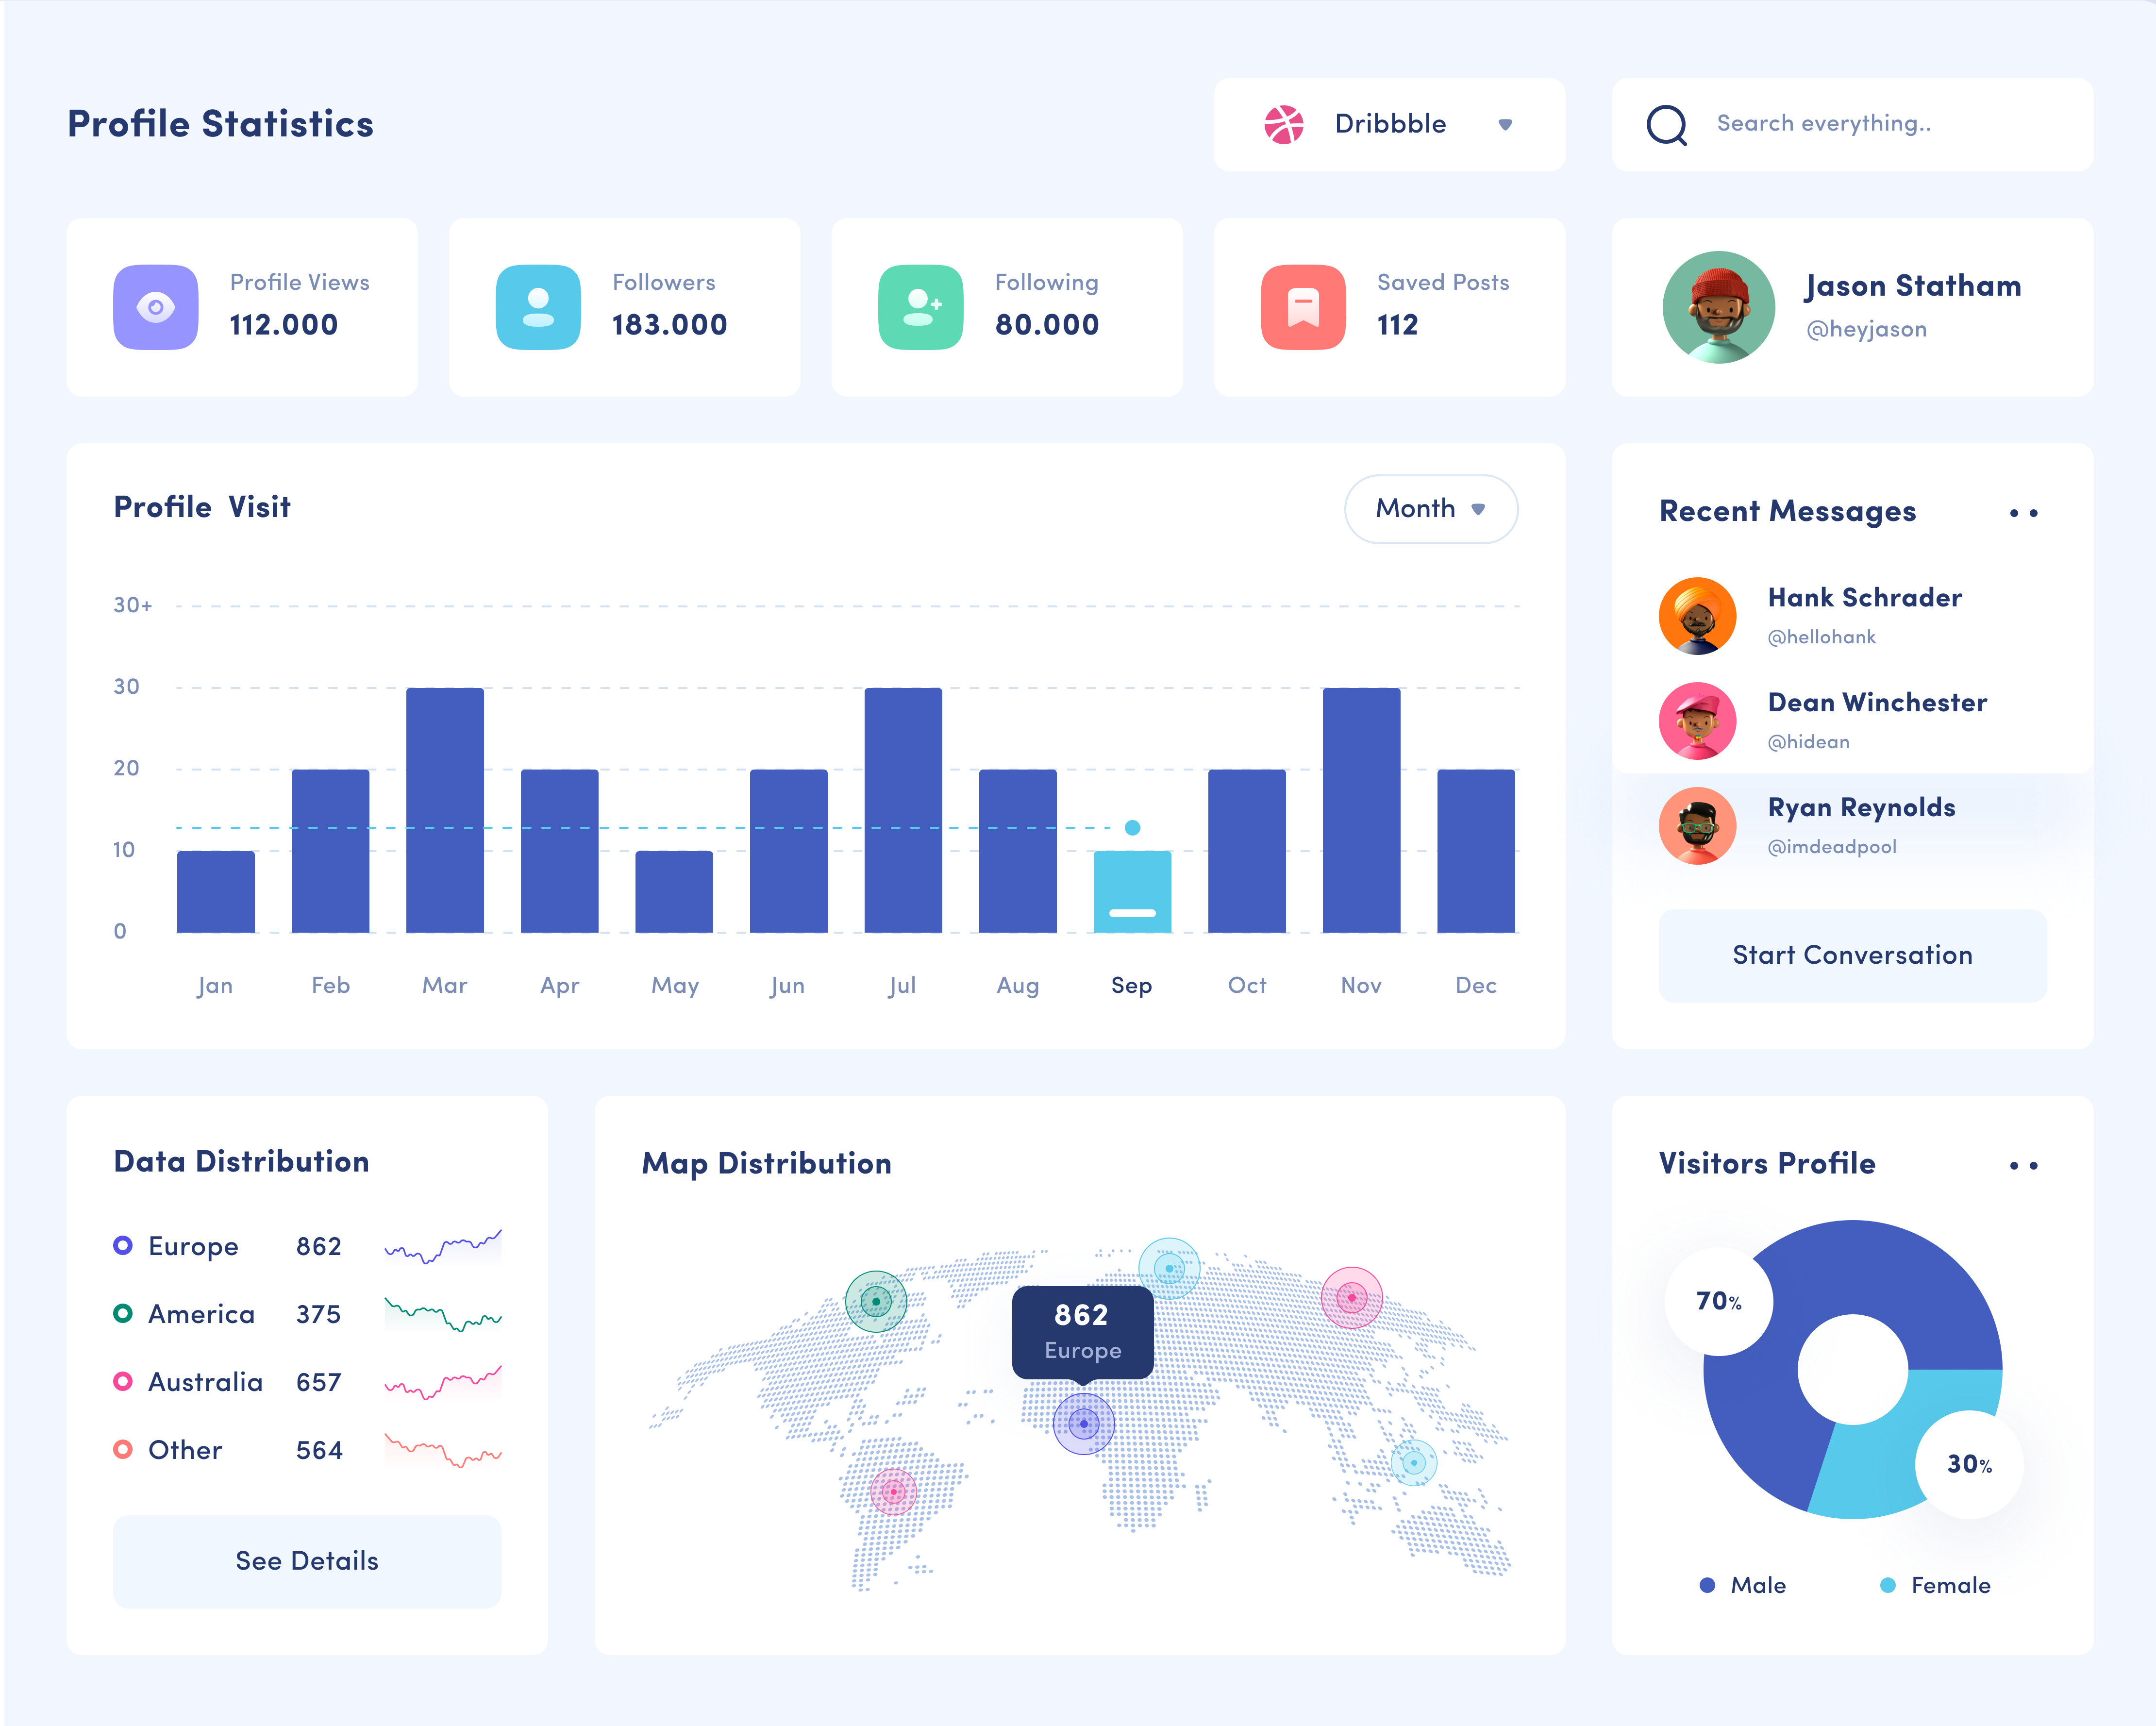 Profile Statistics
Dribbble
Search everything..
Profile Views
112.000
Followers
183.000
Following
80.000
Saved Posts
112
Jason Statham
@heyjason
Profile Visit
Month
30+
30
20
10
0
Jan Feb Mar Apr May Jun Jul Aug Sep Oct Nov Dec
Recent Messages
Hank Schrader
@hellohank
Dean Winchester
@hidean
Ryan Reynolds
@imdeadpool
Start Conversation
Data Distribution
Europe 862
America 375
Australia 657
Other 564
See Details
Map Distribution
862
Europe
Visitors Profile
70%
30%
Male Female